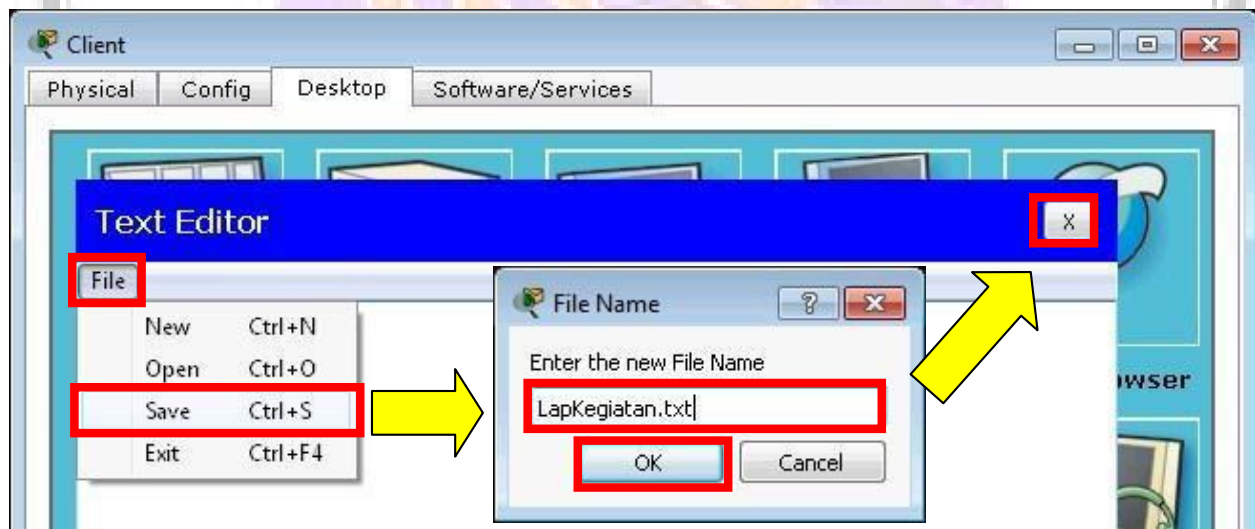 Client
Physical Config Desktop Software/Services
Text Editor X
File
New Ctrl+N
Open Ctrl+O
Save Ctrl+S
Exit Ctrl+F4
File Name
Enter the new File Name
LapKegiatan.txt
OK Cancel
owser